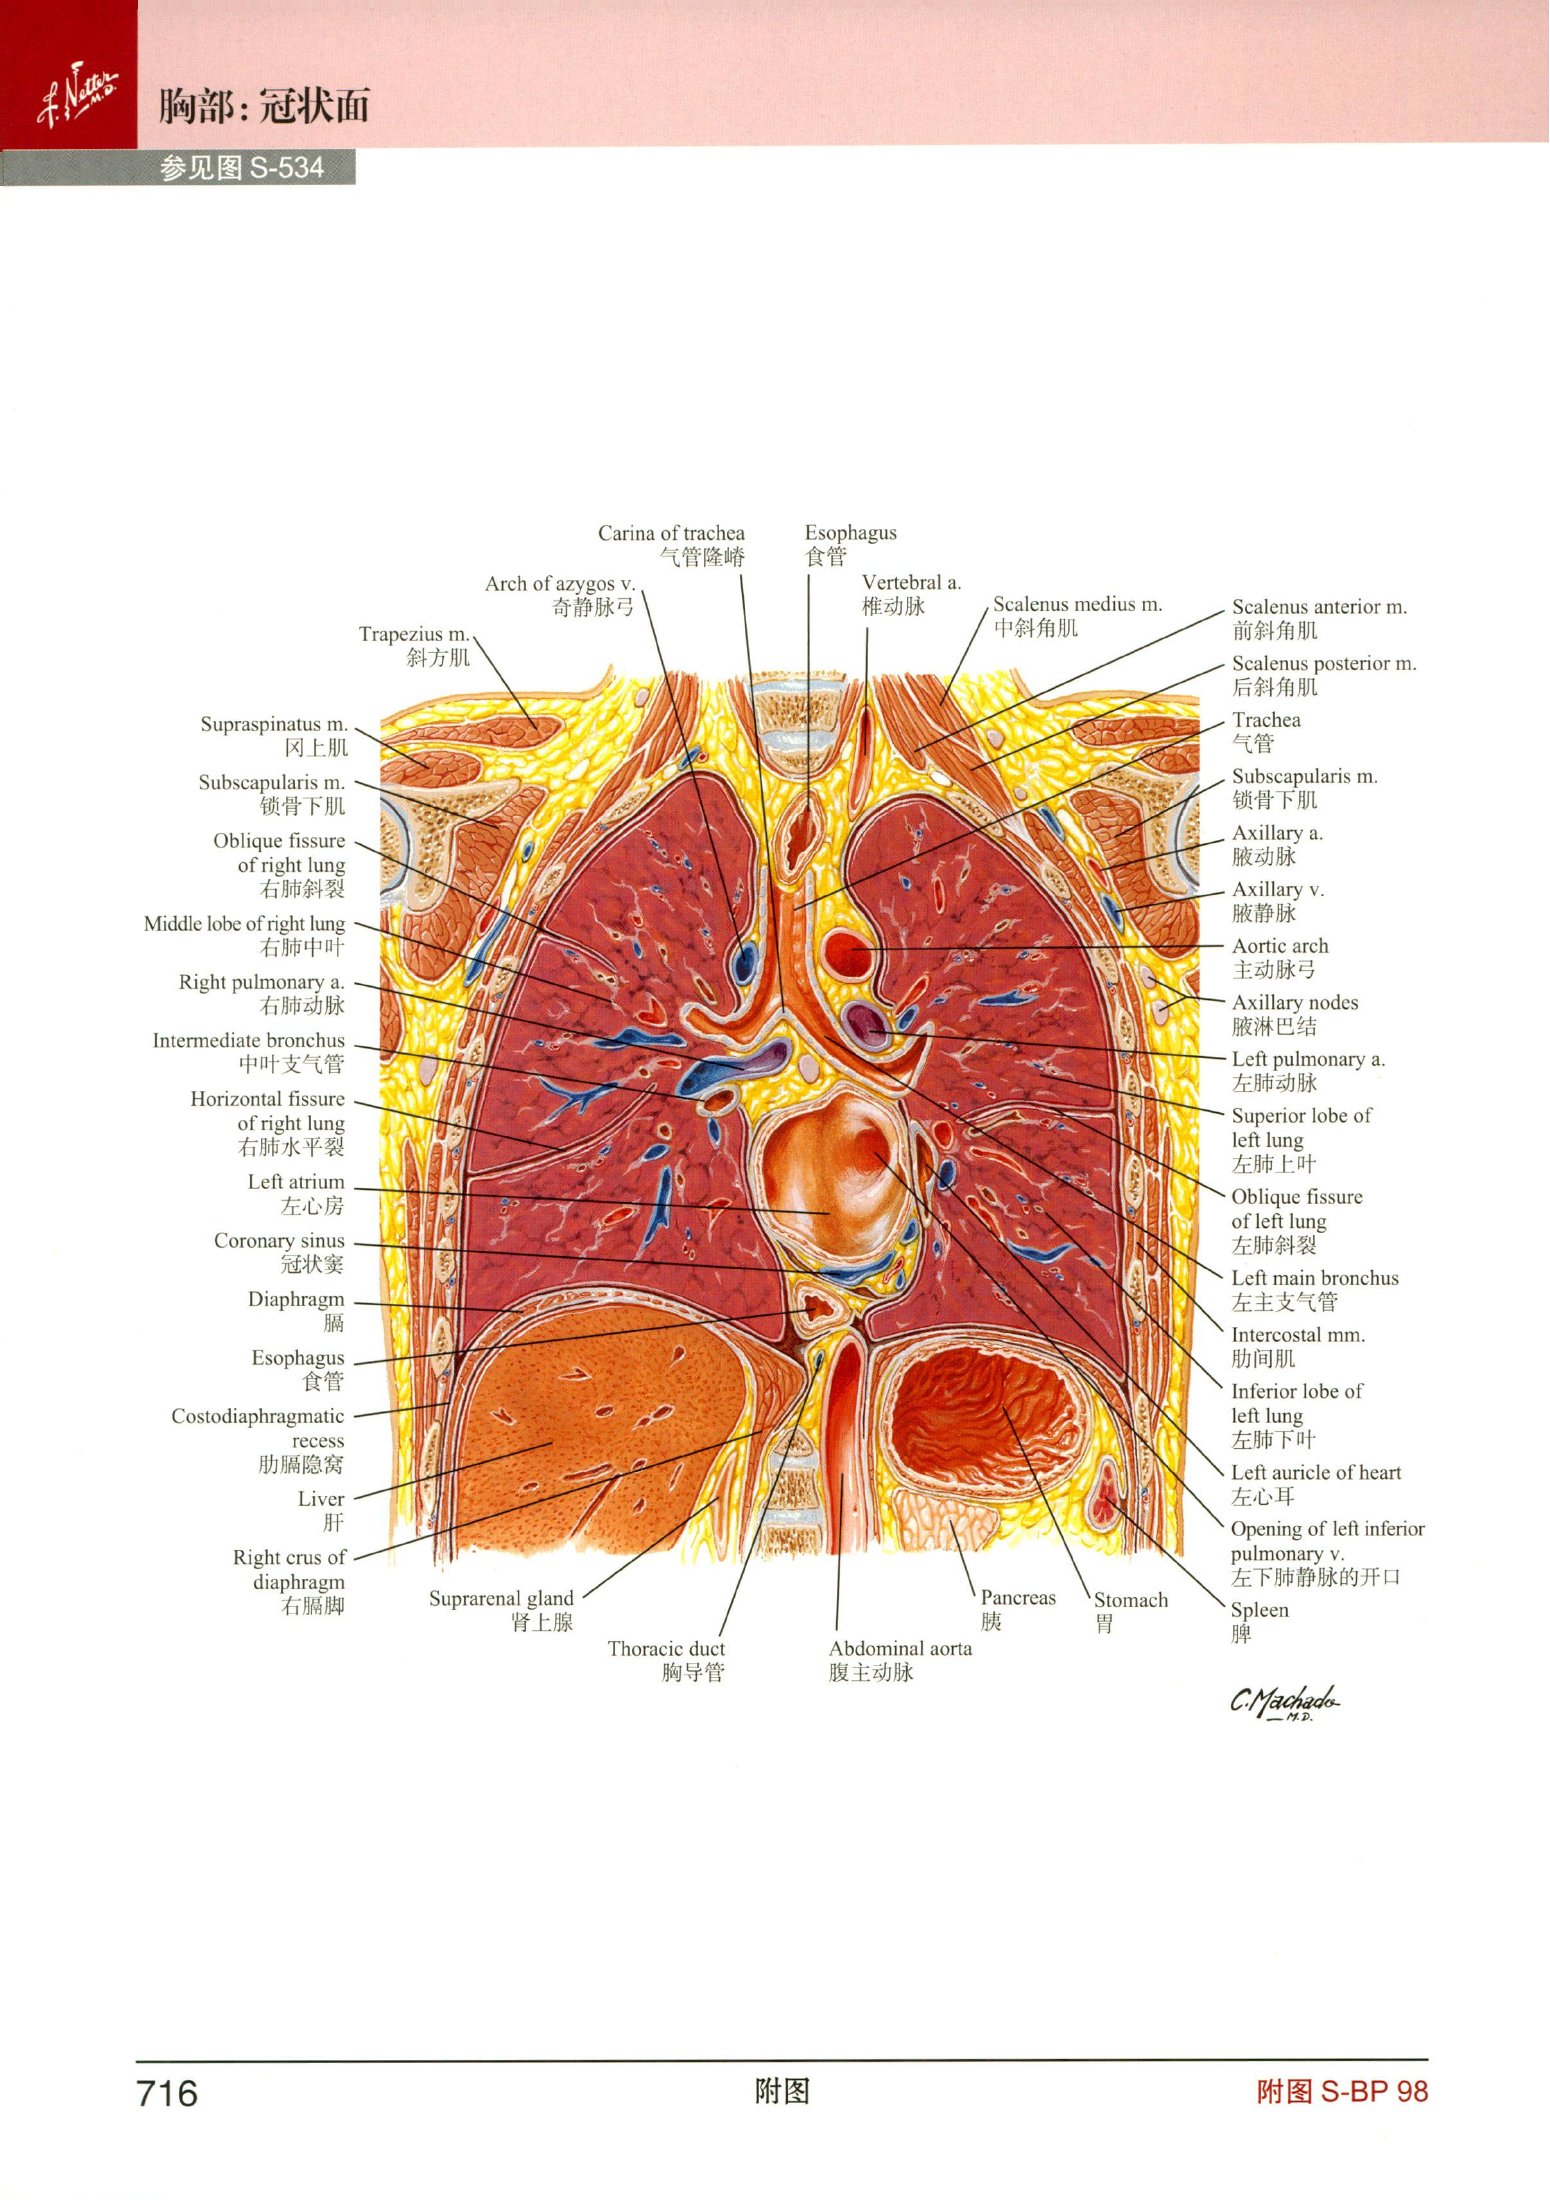 F. Netter
M.D.
胸部：冠状面
参见图 S-534
Carina of trachea
气管隆嵴
Esophagus
食管
Arch of azygos v.
奇静脉弓
Vertebral a.
椎动脉
Scalenus medius m.
中斜角肌
Trapezius m.
斜方肌
Supraspinatus m.
冈上肌
Subscapularis m.
锁骨下肌
Oblique fissure
of right lung
右肺斜裂
Middle lobe of right lung
右肺中叶
Right pulmonary a.
右肺动脉
Intermediate bronchus
中叶支气管
Horizontal fissure
of right lung
右肺水平裂
Left atrium
左心房
Coronary sinus
冠状窦
Diaphragm
膈
Esophagus
食管
Costodiaphragmatic
recess
肋膈隐窝
Liver
肝
Right crus of
diaphragm
右膈脚
Scalenus anterior m.
前斜角肌
Scalenus posterior m.
后斜角肌
Trachea
气管
Subscapularis m.
锁骨下肌
Axillary a.
腋动脉
Axillary v.
腋静脉
Aortic arch
主动脉弓
Axillary nodes
腋淋巴结
Left pulmonary a.
左肺动脉
Superior lobe of
left lung
左肺上叶
Oblique fissure
of left lung
左肺斜裂
Left main bronchus
左主支气管
Intercostal mm.
肋间肌
Inferior lobe of
left lung
左肺下叶
Left auricle of heart
左心耳
Opening of left inferior
pulmonary v.
左下肺静脉的开口
Spleen
脾
Suprarenal gland
肾上腺
Thoracic duct
胸导管
Abdominal aorta
腹主动脉
Pancreas
胰
Stomach
胃
C. Machado
M.D.
716
附图
附图 S-BP 98